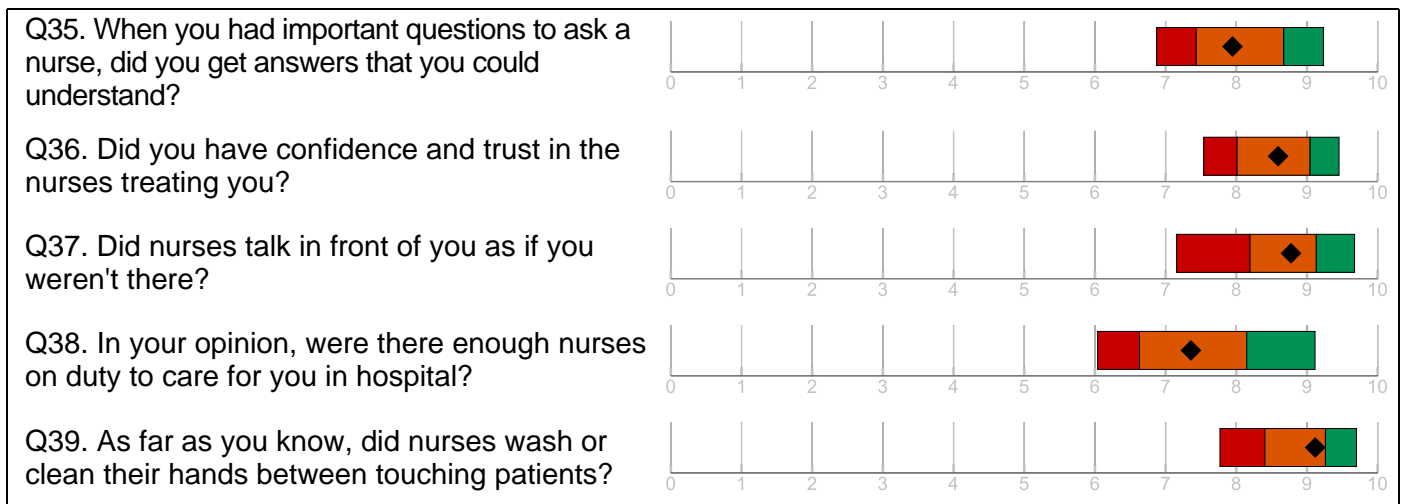 Q35. When you had important questions to ask a
nurse, did you get answers that you could
understand?
0 1 2 3 4 5 6 7 8 9 10
Q36. Did you have confidence and trust in the
nurses treating you?
0 1 2 3 4 5 6 7 8 9 10
Q37. Did nurses talk in front of you as if you
weren't there?
0 1 2 3 4 5 6 7 8 9 10
Q38. In your opinion, were there enough nurses
on duty to care for you in hospital?
0 1 2 3 4 5 6 7 8 9 10
Q39. As far as you know, did nurses wash or
clean their hands between touching patients?
0 1 2 3 4 5 6 7 8 9 10